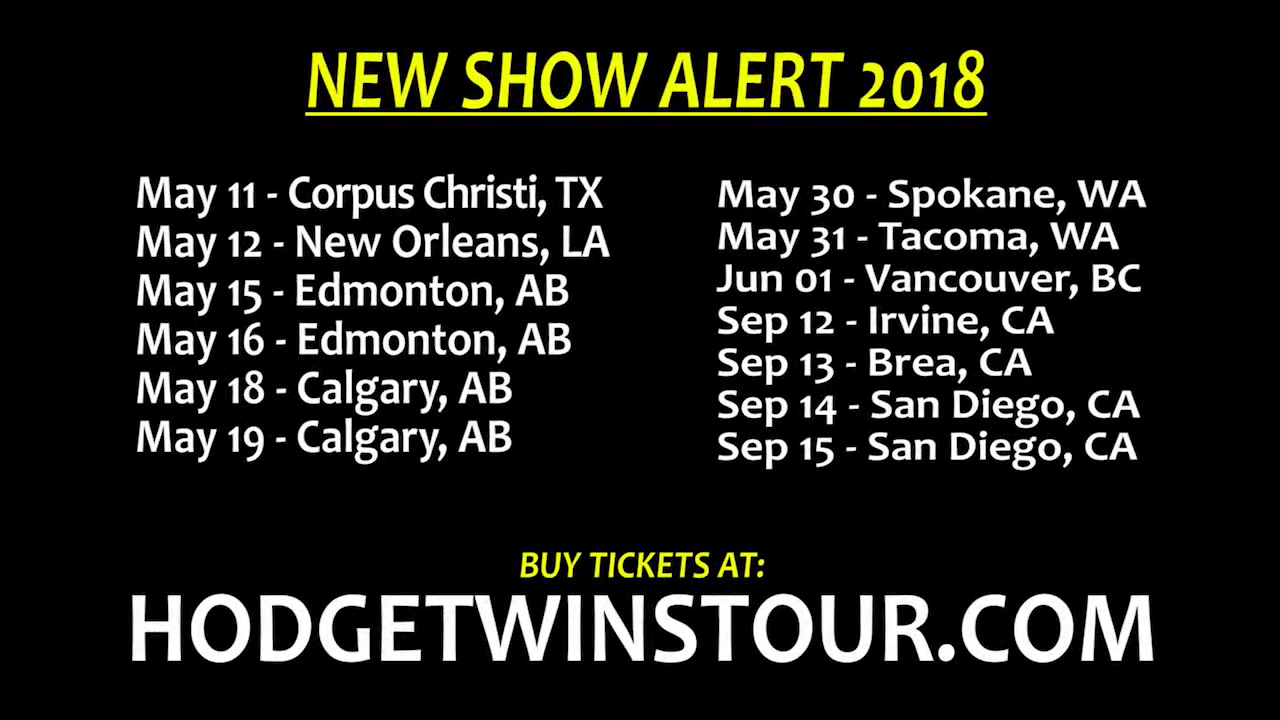 NEW SHOW ALERT 2018
May 11 - Corpus Christi, TX
May 12 - New Orleans, LA
May 15 - Edmonton, AB
May 16 - Edmonton, AB
May 18 - Calgary, AB
May 19 - Calgary, AB
May 30 - Spokane, WA
May 31 - Tacoma, WA
Jun 01 - Vancouver, BC
Sep 12 - Irvine, CA
Sep 13 - Brea, CA
Sep 14 - San Diego, CA
Sep 15 - San Diego, CA
BUY TICKETS AT:
HODGETWINSTOUR.COM